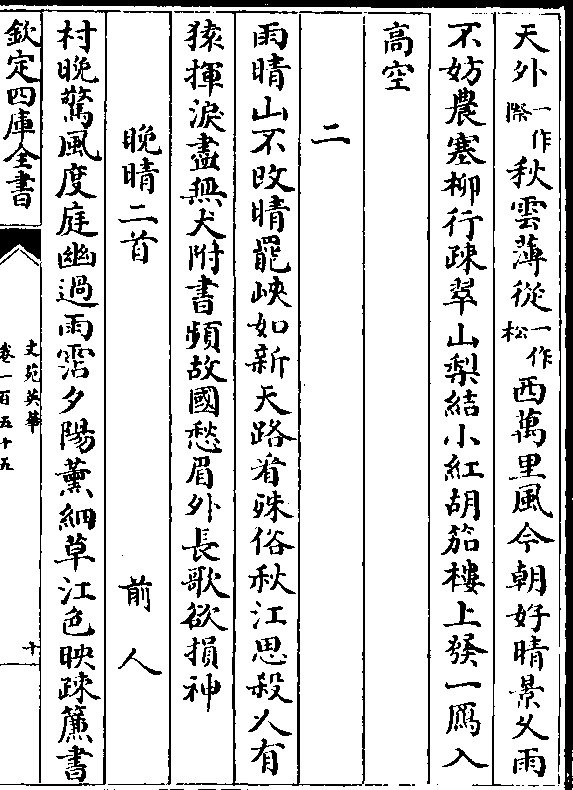 天外一作際秋雲薄從一作松西萬里風今朝好晴景乆雨
不妨農塞柳行疎翠山梨結小紅胡笳樓上發一鴈入
高空
二
雨晴山不改晴罷峽如新天路看殊俗秋江思殺人有
猿揮淚盡無犬附書頻故國愁眉外長歌欲損神
晚晴二首 前人
村晚驚風度庭幽過雨霑夕陽薰細草江色映疎簾書
欽定四庫全書
文苑英華
卷一百五十五
十